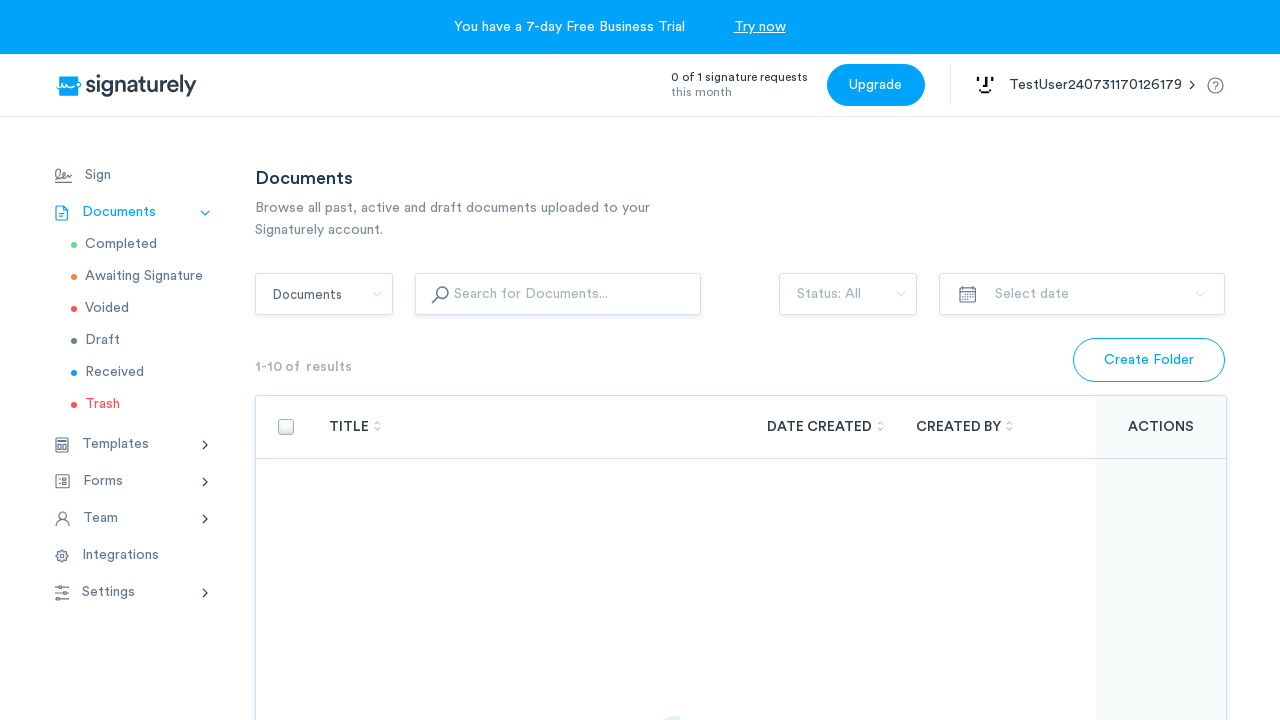 You have a 7-day Free Business Trial Try now
signaturely
0 of 1 signature requests
this month
Upgrade
TestUser240731170126179
Sign
Documents
Completed
Awaiting Signature
Voided
Draft
Received
Trash
Templates
Forms
Team
Integrations
Settings
Documents
Browse all past, active and draft documents uploaded to your
Signaturely account.
Documents
Search for Documents...
Status: All
Select date
1-10 of results
Create Folder
TITLE DATE CREATED CREATED BY ACTIONS